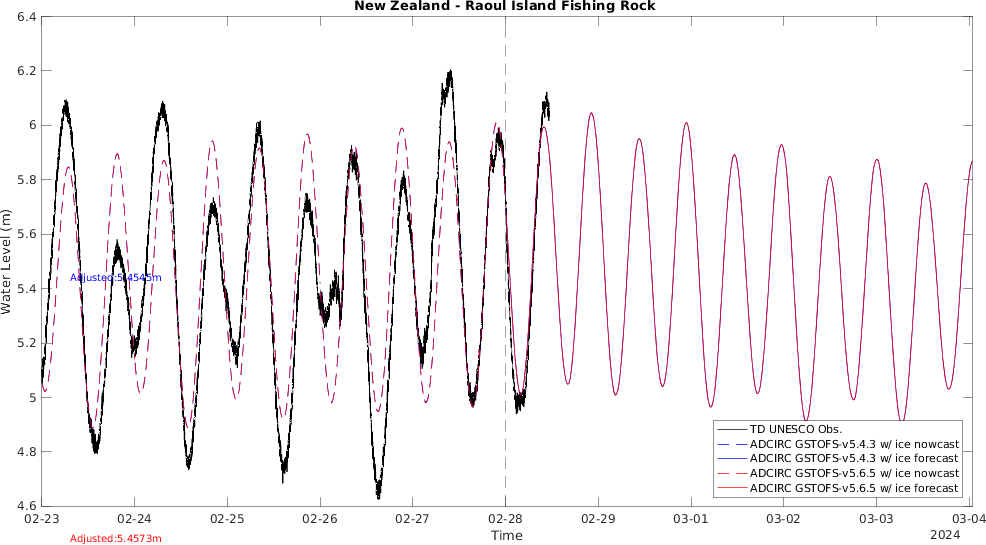 New Zealand - Raoul Island Fishing Rock
6.4
6.2
6
5.8
5.6
5.4
5.2
5
4.8
4.6
Water Level (m)
Adjusted:5.4545m
TD UNESCO Obs.
ADCIRC GSTOFS-v5.4.3 w/ ice nowcast
ADCIRC GSTOFS-v5.4.3 w/ ice forecast
ADCIRC GSTOFS-v5.6.5 w/ ice nowcast
ADCIRC GSTOFS-v5.6.5 w/ ice forecast
02-23 02-24 02-25 02-26 02-27 02-28 02-29 03-01 03-02 03-03 03-04
Time
2024
Adjusted:5.4573m